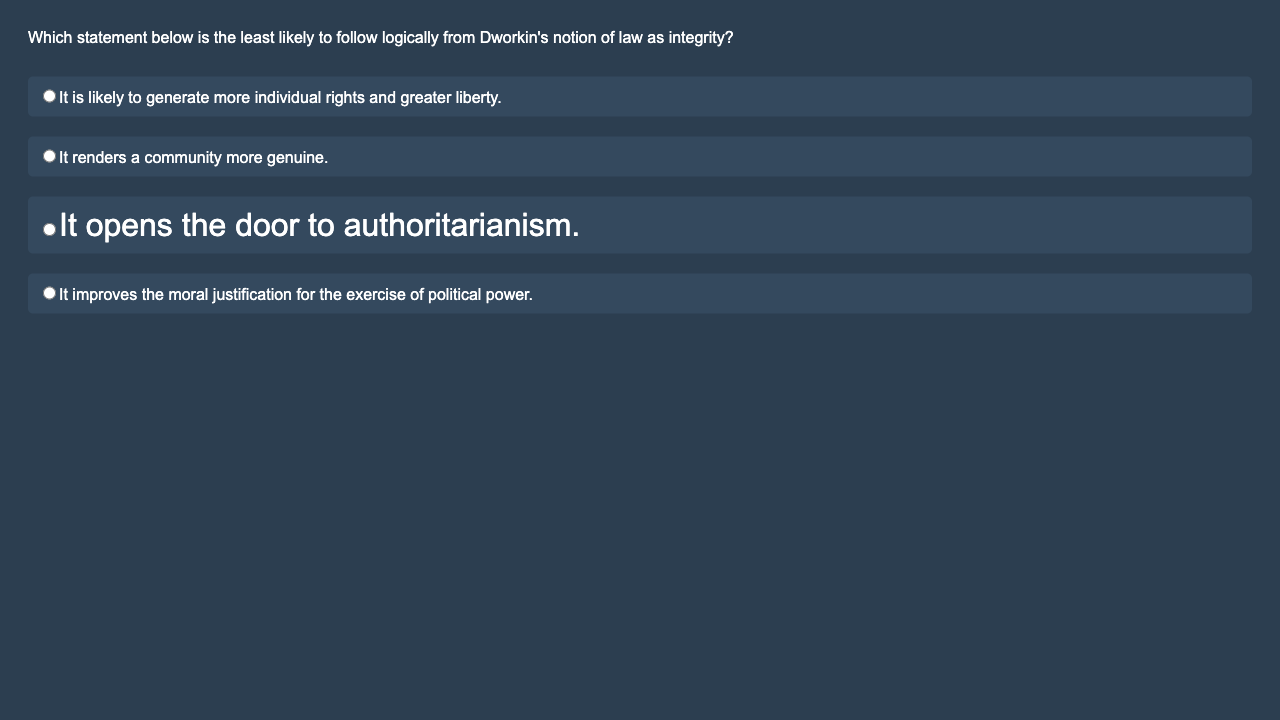 Which statement below is the least likely to follow logically from Dworkin's notion of law as integrity?
It is likely to generate more individual rights and greater liberty.
It renders a community more genuine.
It opens the door to authoritarianism.
It improves the moral justification for the exercise of political power.